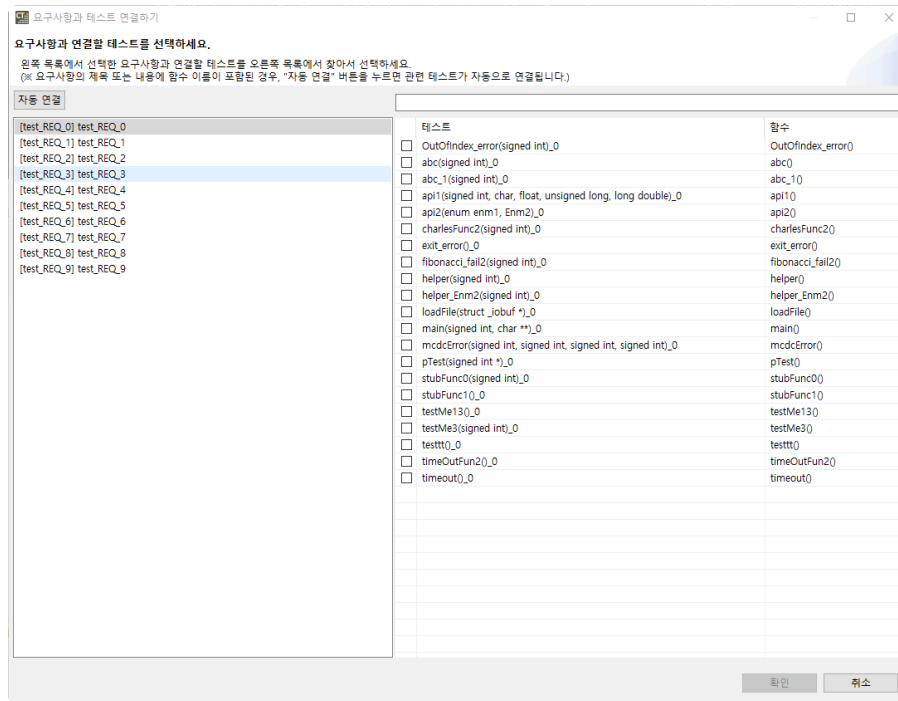 CT 요구사항과 테스트 연결하기
요구사항과 연결할 테스트를 선택하세요.
왼쪽 목록에서 선택한 요구사항과 연결할 테스트를 오른쪽 목록에서 찾아서 선택하세요.
(※ 요구사항의 제목 또는 내용에 함수 이름이 포함된 경우, "자동 연결" 버튼을 누르면 관련 테스트가 자동으로 연결됩니다.)
자동 연결
[test_REQ_0] test_REQ_0
[test_REQ_1] test_REQ_1
[test_REQ_2] test_REQ_2
[test_REQ_3] test_REQ_3
[test_REQ_4] test_REQ_4
[test_REQ_5] test_REQ_5
[test_REQ_6] test_REQ_6
[test_REQ_7] test_REQ_7
[test_REQ_8] test_REQ_8
[test_REQ_9] test_REQ_9
테스트 함수
OutOfIndex_error(signed int)_0 OutOfIndex_error()
abc(signed int)_0 abc()
abc_1(signed int)_0 abc_1()
api1(signed int, char, float, unsigned long, long double)_0 api1()
api2(enum enm1, Enm2)_0 api2()
charlesFunc2(signed int)_0 charlesFunc2()
exit_error()_0 exit_error()
fibonacci_fail2(signed int)_0 fibonacci_fail2()
helper(signed int)_0 helper()
helper_Enm2(signed int)_0 helper_Enm2()
loadFile(struct _iobuf *)_0 loadFile()
main(signed int, char **)_0 main()
mcdcError(signed int, signed int, signed int, signed int)_0 mcdcError()
pTest(signed int *)_0 pTest()
stubFunc0(signed int)_0 stubFunc0()
stubFunc1()_0 stubFunc1()
testMe13()_0 testMe13()
testMe3(signed int)_0 testMe3()
testtt()_0 testtt()
timeOutFun2()_0 timeOutFun2()
timeout()_0 timeout()
확인 취소